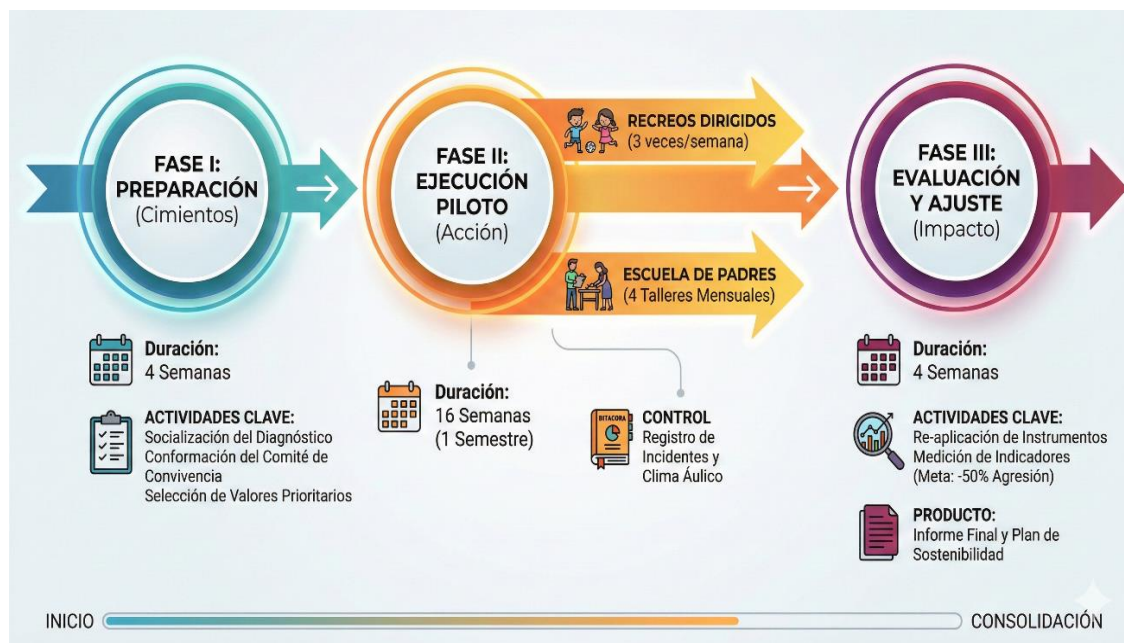 FASE I:
PREPARACIÓN
(Cimientos)
Duración:
4 Semanas
ACTIVIDADES CLAVE:
Socialización del Diagnóstico
Conformación del Comité de
Convivencia
Selección de Valores Prioritarios
FASE II:
EJECUCIÓN
PILOTO
(Acción)
RECREOS DIRIGIDOS
(3 veces/semana)
ESCUELA DE PADRES
(4 Talleres Mensuales)
Duración:
16 Semanas
(1 Semestre)
BITACORA
CONTROL
Registro de
Incidentes y
Clima Áulico
FASE III:
EVALUACIÓN
Y AJUSTE
(Impacto)
Duración:
4 Semanas
ACTIVIDADES CLAVE:
Re-aplicación de Instrumentos
Medición de Indicadores
(Meta: -50% Agresión)
PRODUCTO:
Informe Final y Plan de
Sostenibilidad
INICIO
CONSOLIDACIÓN